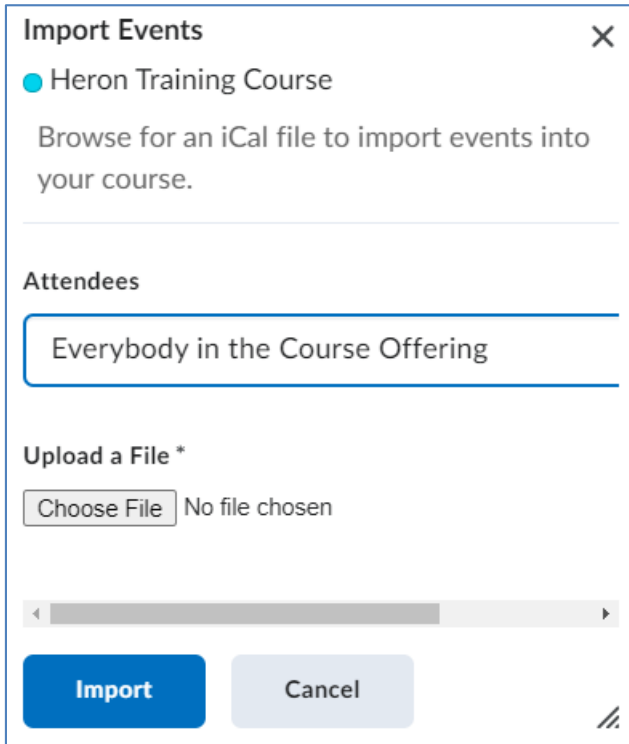 Import Events
Heron Training Course
Browse for an iCal file to import events into
your course.
Attendees
Everybody in the Course Offering
Upload a File *
Choose File No file chosen
Import Cancel